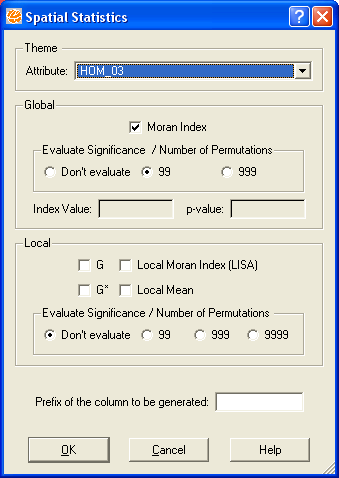 Spatial Statistics
Theme
Attribute: HOM_03
Global
Moran Index
Evaluate Significance / Number of Permutations
Don't evaluate 99 999
Index Value: p-value:
Local
G Local Moran Index (LISA)
G* Local Mean
Evaluate Significance / Number of Permutations
Don't evaluate 99 999 9999
Prefix of the column to be generated:
OK Cancel Help